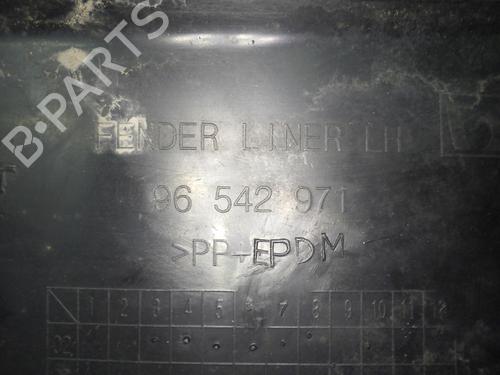 B-PARTS
FENDER LINER LH
96 542 971
>PP-EPDM
1 2 3 4 5 6 7 8 9 10 11 12
02